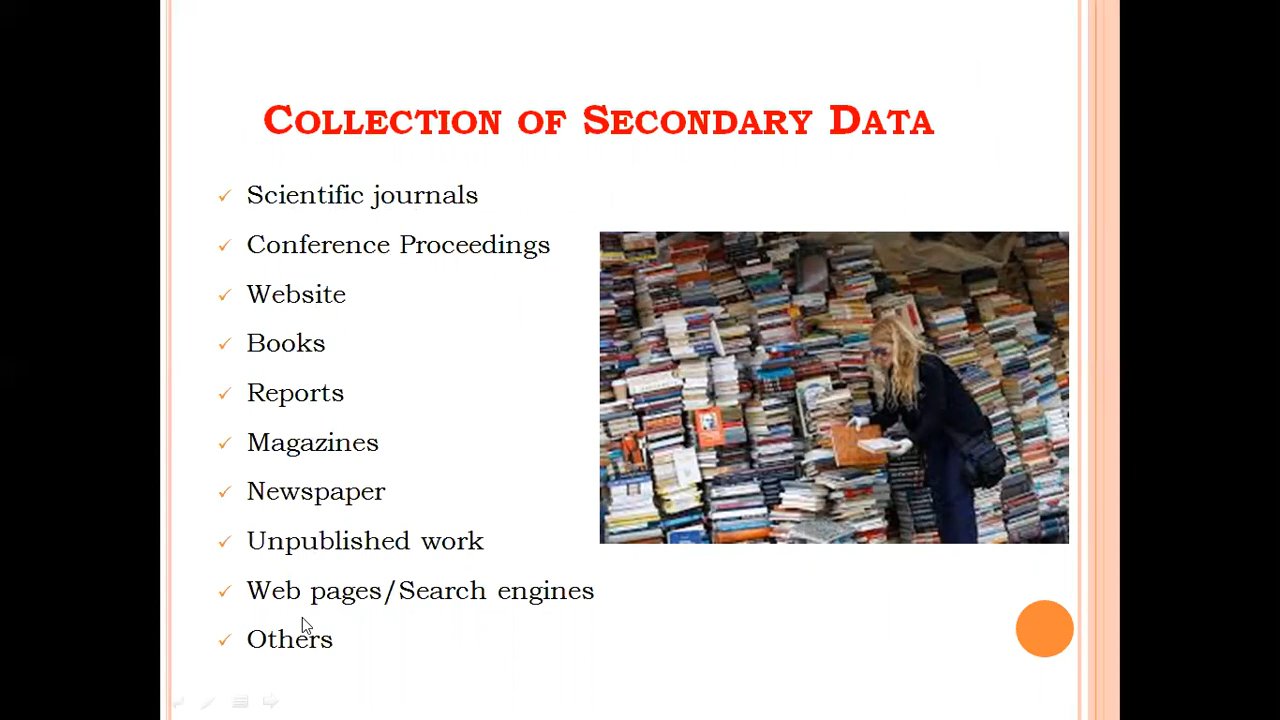 Collection of Secondary Data
Scientific journals
Conference Proceedings
Website
Books
Reports
Magazines
Newspaper
Unpublished work
Web pages/Search engines
Others